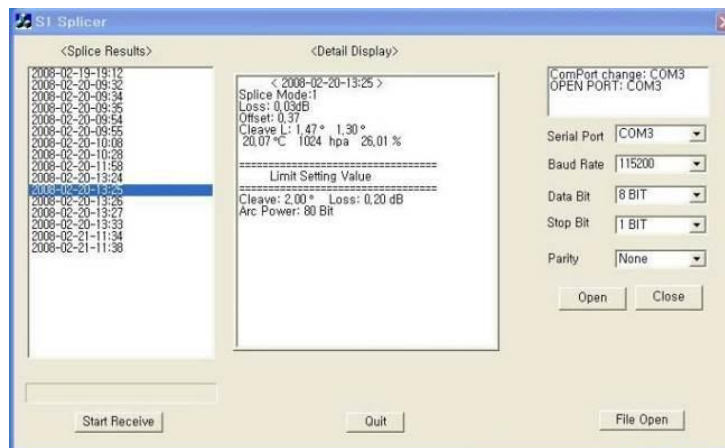 S1 Splicer
<Splice Results>
2008-02-19-19:12
2008-02-20-09:32
2008-02-20-09:34
2008-02-20-09:35
2008-02-20-09:54
2008-02-20-09:55
2008-02-20-10:08
2008-02-20-10:28
2008-02-20-11:58
2008-02-20-13:24
2008-02-20-13:25
2008-02-20-13:26
2008-02-20-13:27
2008-02-20-13:33
2008-02-21-11:34
2008-02-21-11:38
Start Receive
<Detail Display>
< 2008-02-20-13:25 >
Splice Mode:1
Loss: 0,03dB
Offset: 0,37
Cleave L: 1,47 ° 1,30 °
20,07 °C 1024 hpa 26,01 %
==================================
Limit Setting Value
==================================
Cleave: 2,00 ° Loss: 0,20 dB
Arc Power: 80 Bit
Quit
ComPort change: COM3
OPEN PORT: COM3
Serial Port COM3
Baud Rate 115200
Data Bit 8 BIT
Stop Bit 1 BIT
Parity None
Open Close
File Open